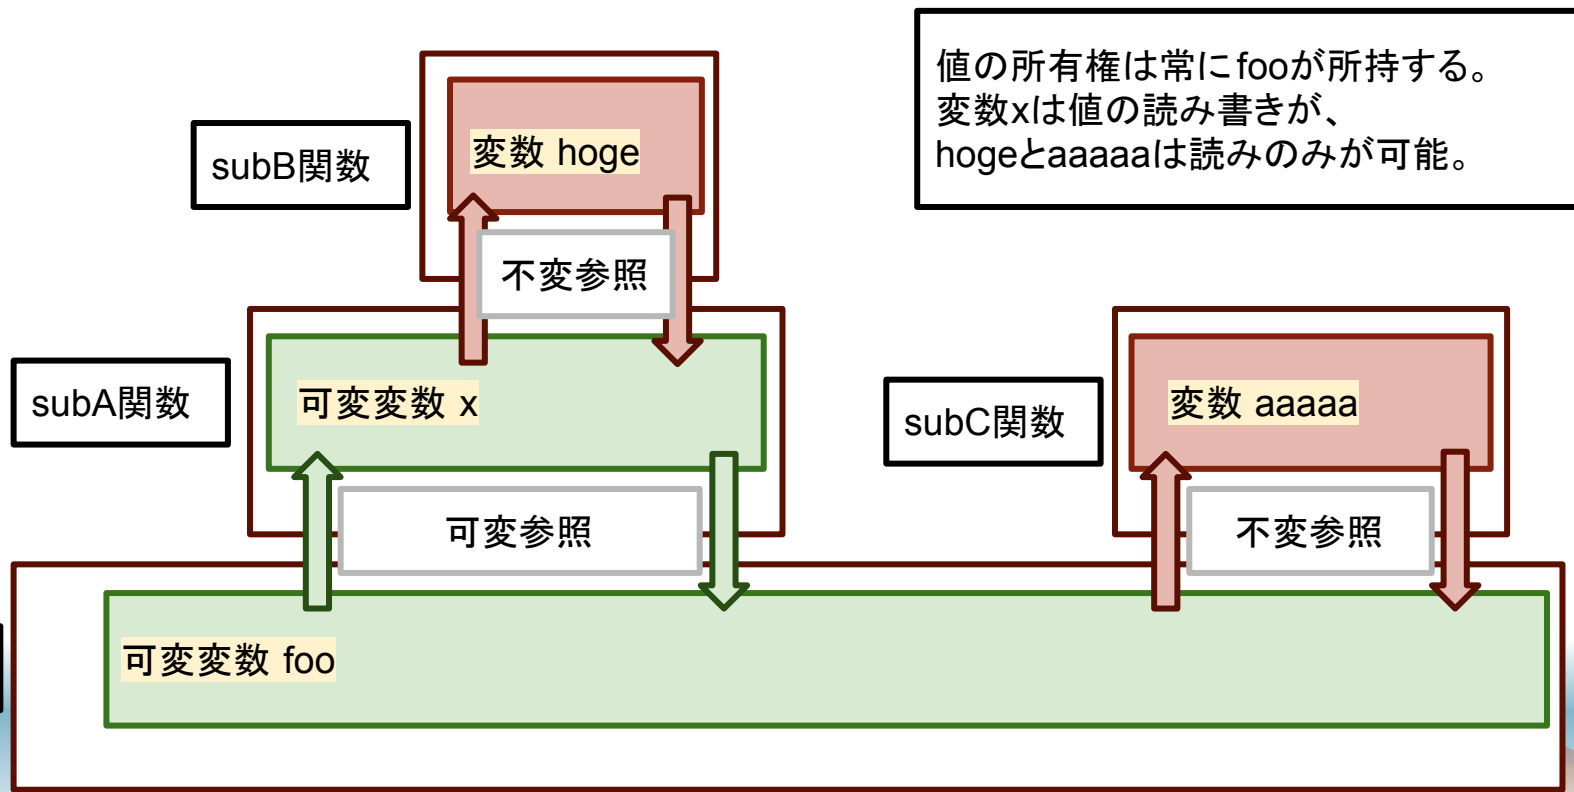 値の所有権は常にfooが所持する。
変数xは値の読み書きが、
hogeとaaaaaは読みのみが可能。
subB関数
変数 hoge
不変参照
subA関数
可変変数 x
subC関数
変数 aaaaa
可変参照
不変参照
可変変数 foo